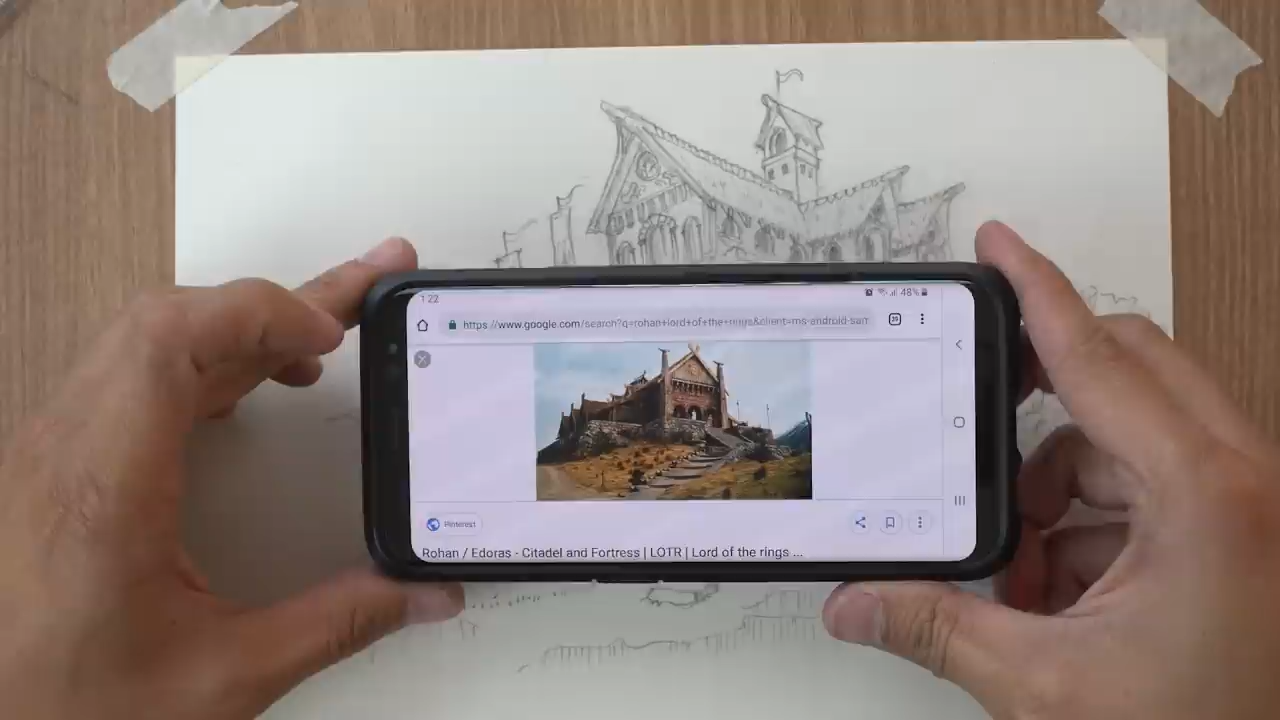 1:22
48%
https://www.google.com/search?q=rohan+lord+of+the+rings&client=ms-android-sam
39
Pinterest
Rohan / Edoras - Citadel and Fortress | LOTR | Lord of the rings ...